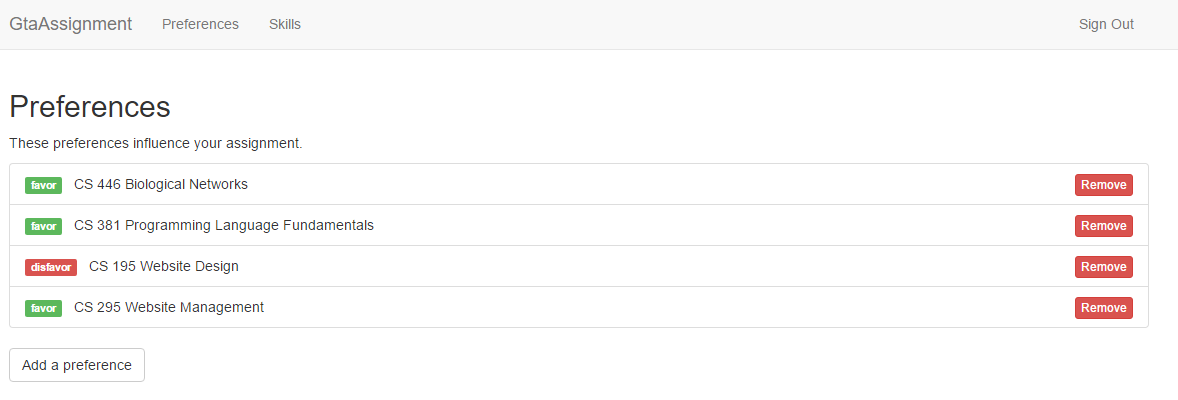 GtaAssignment Preferences Skills Sign Out
Preferences
These preferences influence your assignment.
favor CS 446 Biological Networks Remove
favor CS 381 Programming Language Fundamentals Remove
disfavor CS 195 Website Design Remove
favor CS 295 Website Management Remove
Add a preference